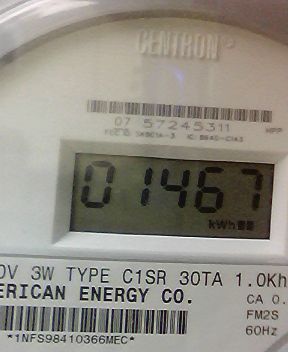 CENTRON®
07 57245311
HPP
01467
kWh
0V 3W TYPE C1SR 30TA 1.0Kh
ERICAN ENERGY CO.
CA 0.
FM2S
60Hz
*1NFS98410366MEC*